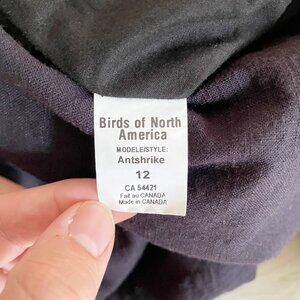 Birds of North
America
MODELE/STYLE:
Antshrike
12
CA 54421
Fait au CANADA
Made in CANADA